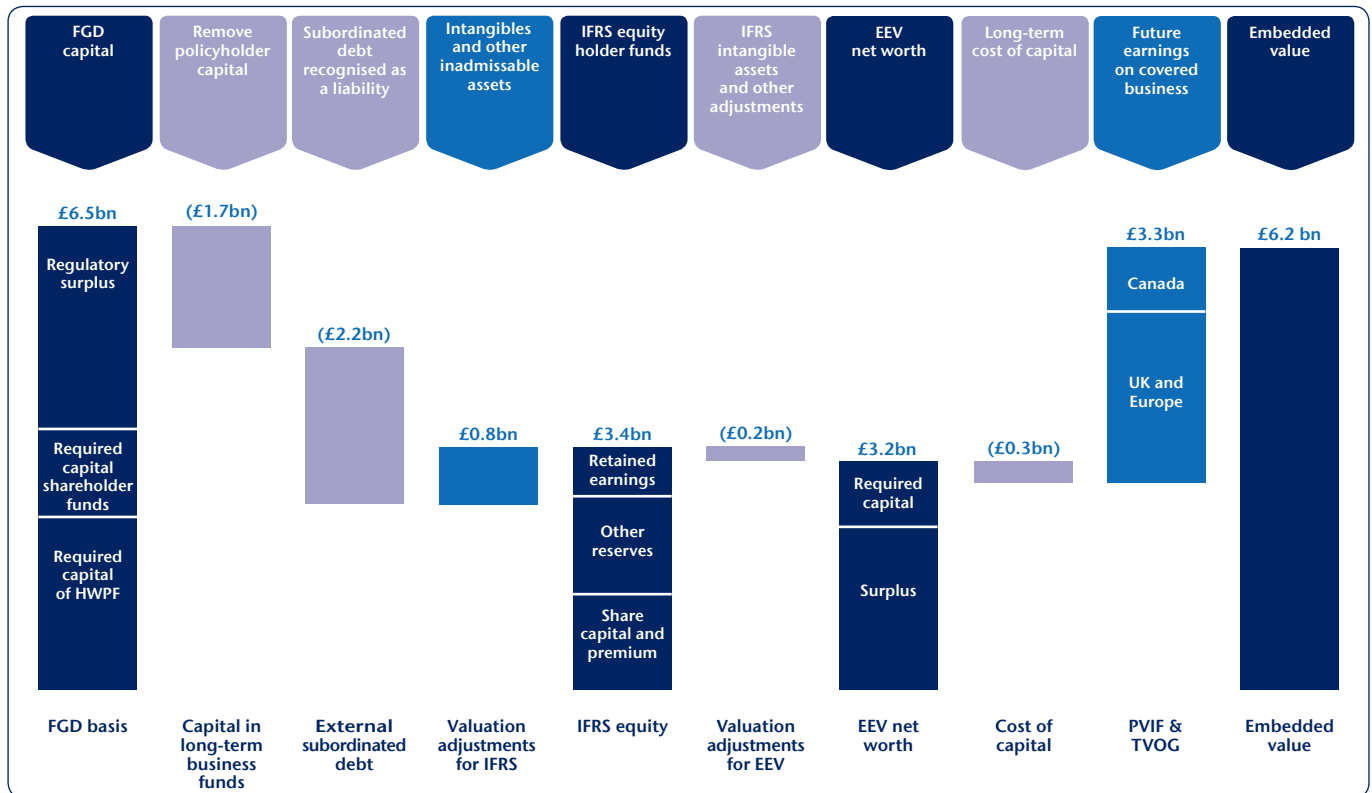 FGD
capital
Remove
policyholder
capital
Subordinated
debt
recognised as
a liability
Intangibles
and other
inadmissable
assets
IFRS equity
holder funds
IFRS
intangible
assets
and other
adjustments
EEV
net worth
Long-term
cost of capital
Future
earnings
on covered
business
Embedded
value
£6.5bn
Regulatory
surplus
Required
capital
shareholder
funds
Required
capital
of HWPF
(£1.7bn)
(£2.2bn)
£0.8bn
£3.4bn
Retained
earnings
Other
reserves
Share
capital and
premium
(£0.2bn)
£3.2bn
Required
capital
Surplus
(£0.3bn)
£3.3bn
Canada
UK and
Europe
£6.2 bn
FGD basis
Capital in
long-term
business
funds
External
subordinated
debt
Valuation
adjustments
for IFRS
IFRS equity
Valuation
adjustments
for EEV
EEV net
worth
Cost of
capital
PVIF &
TVOG
Embedded
value